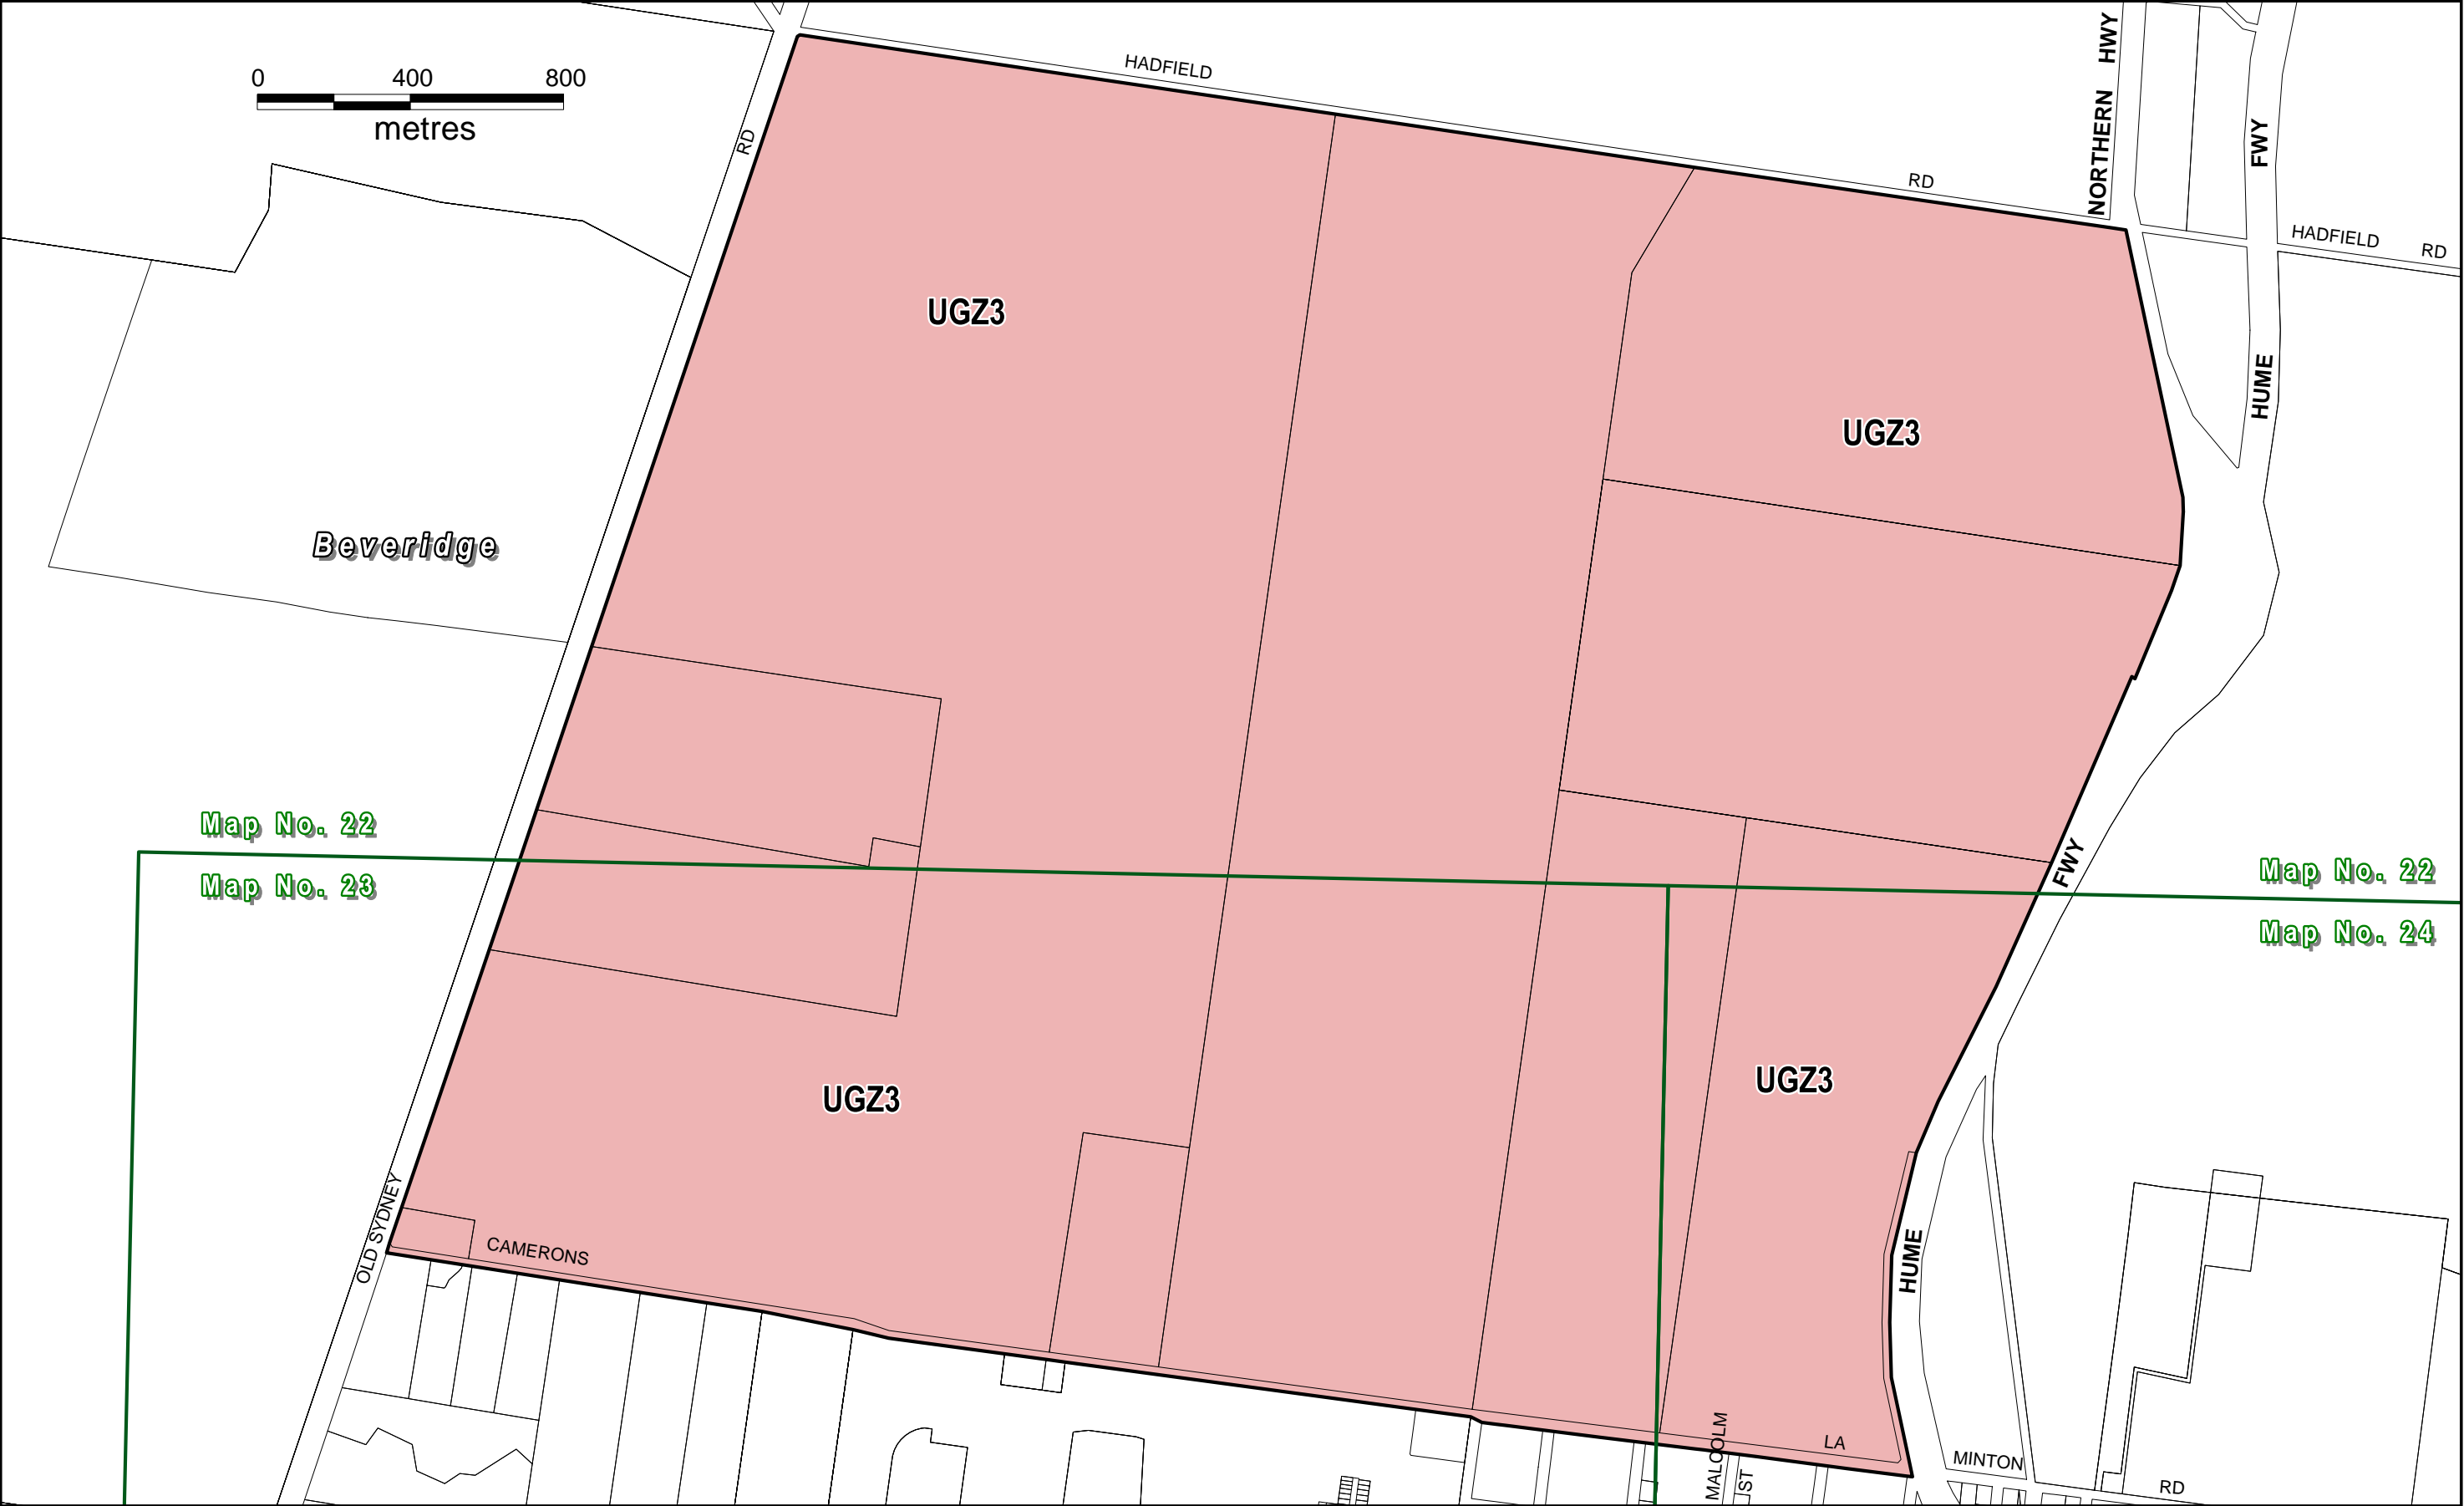 0 400 800
metres
HADFIELD
RD
NORTHERN HWY
FWY
HADFIELD RD
RD
UGZ3
UGZ3
HUME
Beveridge
Map No. 22
Map No. 23
FWY
Map No. 22
Map No. 24
UGZ3
UGZ3
OLD SYDNEY
CAMERONS
HUME
LA
MALCOLM ST
MINTON
RD